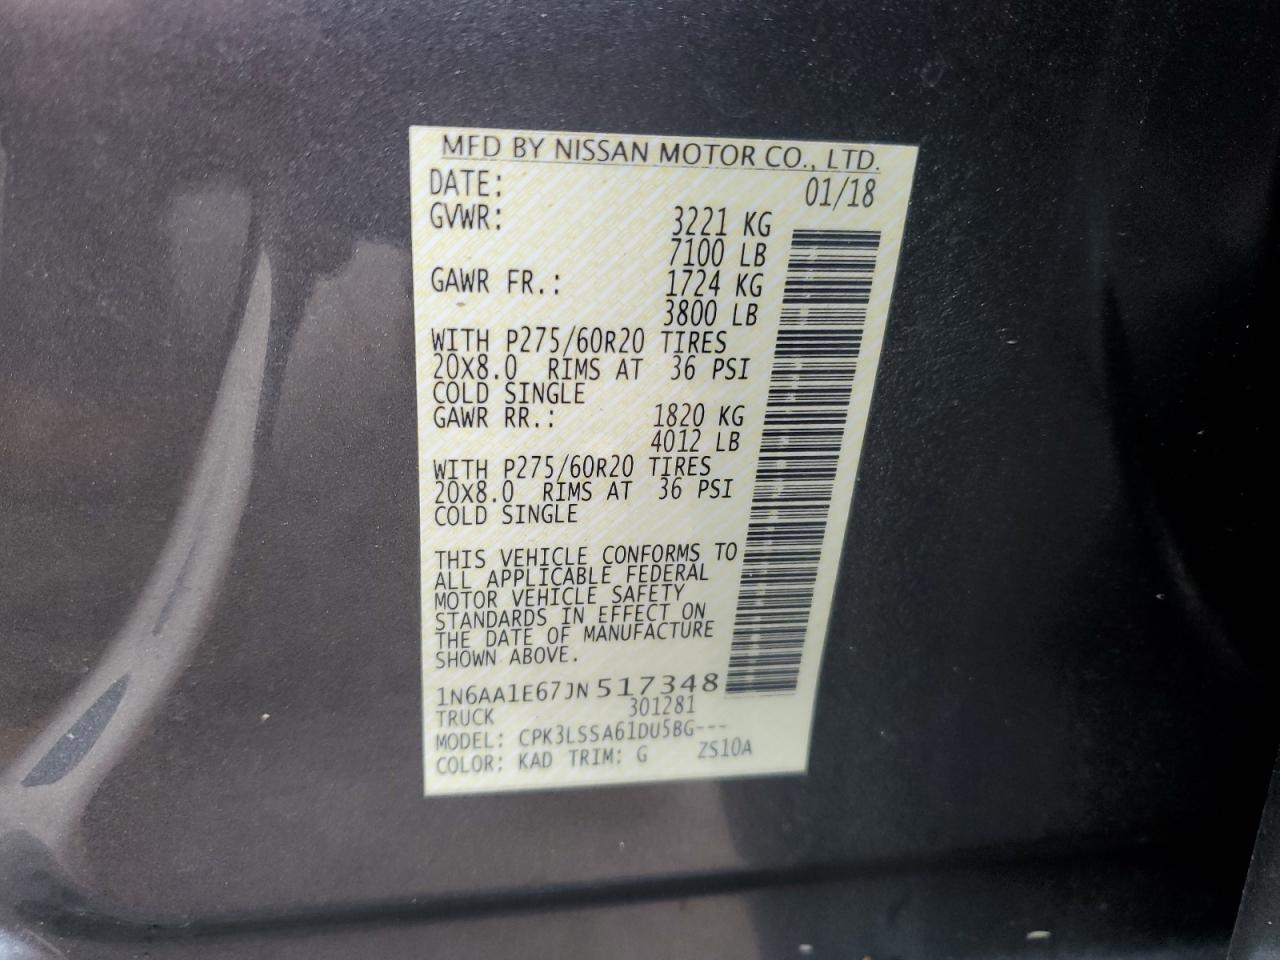 MFD BY NISSAN MOTOR CO., LTD.
DATE: 01/18
GVWR: 3221 KG
7100 LB
GAWR FR.: 1724 KG
3800 LB
WITH P275/60R20 TIRES
20X8.0 RIMS AT 36 PSI
COLD SINGLE
GAWR RR.: 1820 KG
4012 LB
WITH P275/60R20 TIRES
20X8.0 RIMS AT 36 PSI
COLD SINGLE
THIS VEHICLE CONFORMS TO
ALL APPLICABLE FEDERAL
MOTOR VEHICLE SAFETY
STANDARDS IN EFFECT ON
THE DATE OF MANUFACTURE
SHOWN ABOVE.
1N6AA1E67JN517348
TRUCK 301281
MODEL: CPK3LSSA61DU5BG---
COLOR: KAD TRIM: G ZS10A